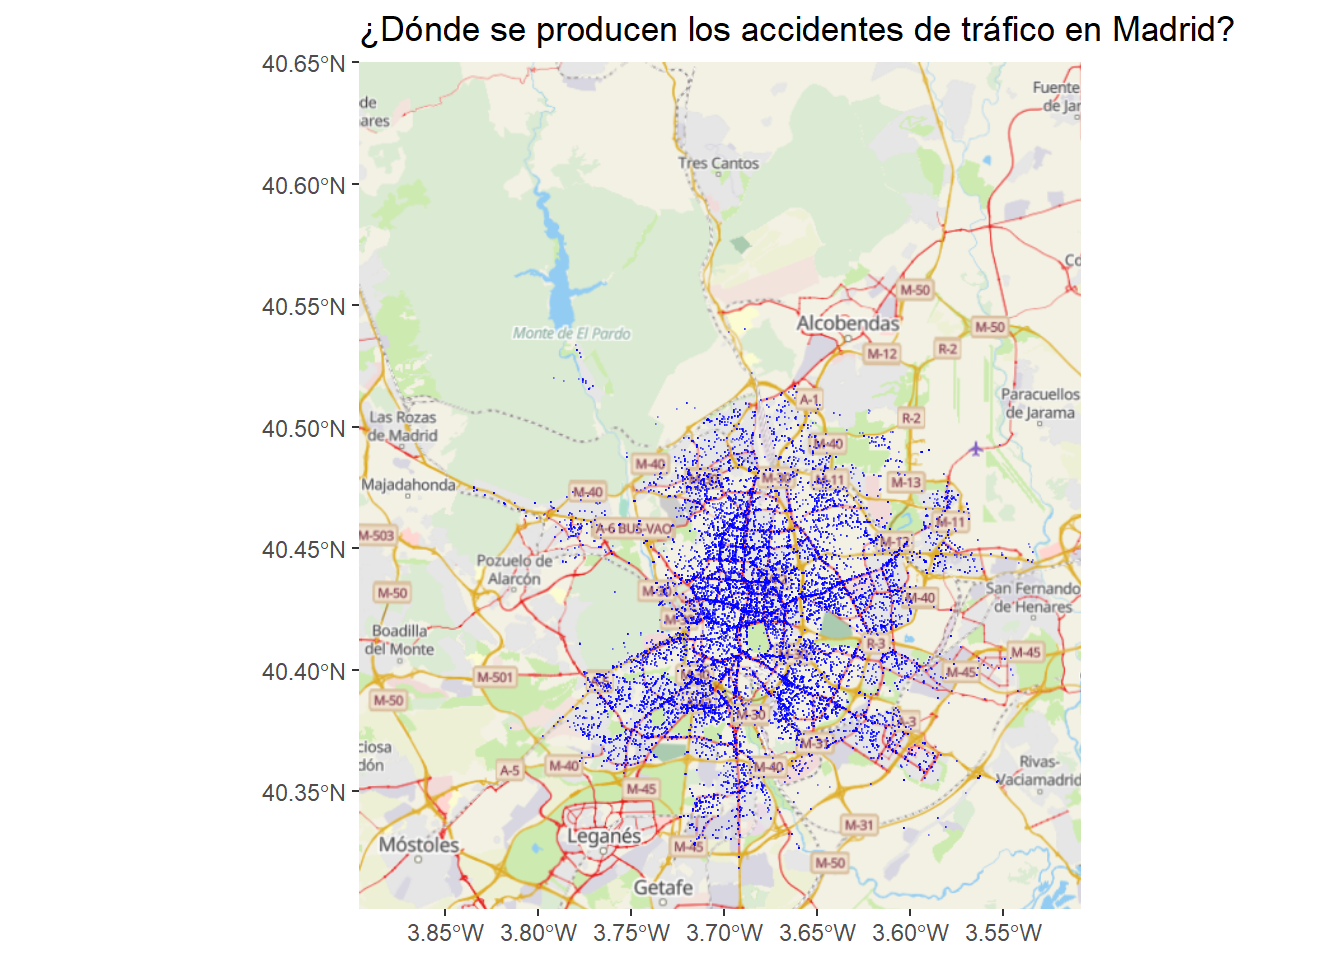 ¿Dónde se producen los accidentes de tráfico en Madrid?
40.65°N
40.60°N
40.55°N
40.50°N
40.45°N
40.40°N
40.35°N
de
ares
Fuente
de Jar
Tres Cantos
Co
M-50
Monte de El Pardo
Alcobendas
M-50
M-12
R-2
A-1
Paracuellos
de Jarama
Las Rozas
de Madrid
R-2
M-40
M-40
M-30
M-11
Majadahonda
M-40
M-13
M-11
A-6 BUS-VAO
M-503
M-12
Pozuelo de
Alarcón
M-50
M-30
M-40
San Fernando
de Henares
M-30
Boadilla
del Monte
R-3
M-45
M-501
M-45
M-50
M-30
A-3
ciosa
dón
M-31
A-5
M-40
M-40
Rivas-
Vaciamadrid
M-45
Móstoles
Leganés
M-31
M-45
M-50
Getafe
3.85°W
3.80°W
3.75°W
3.70°W
3.65°W
3.60°W
3.55°W